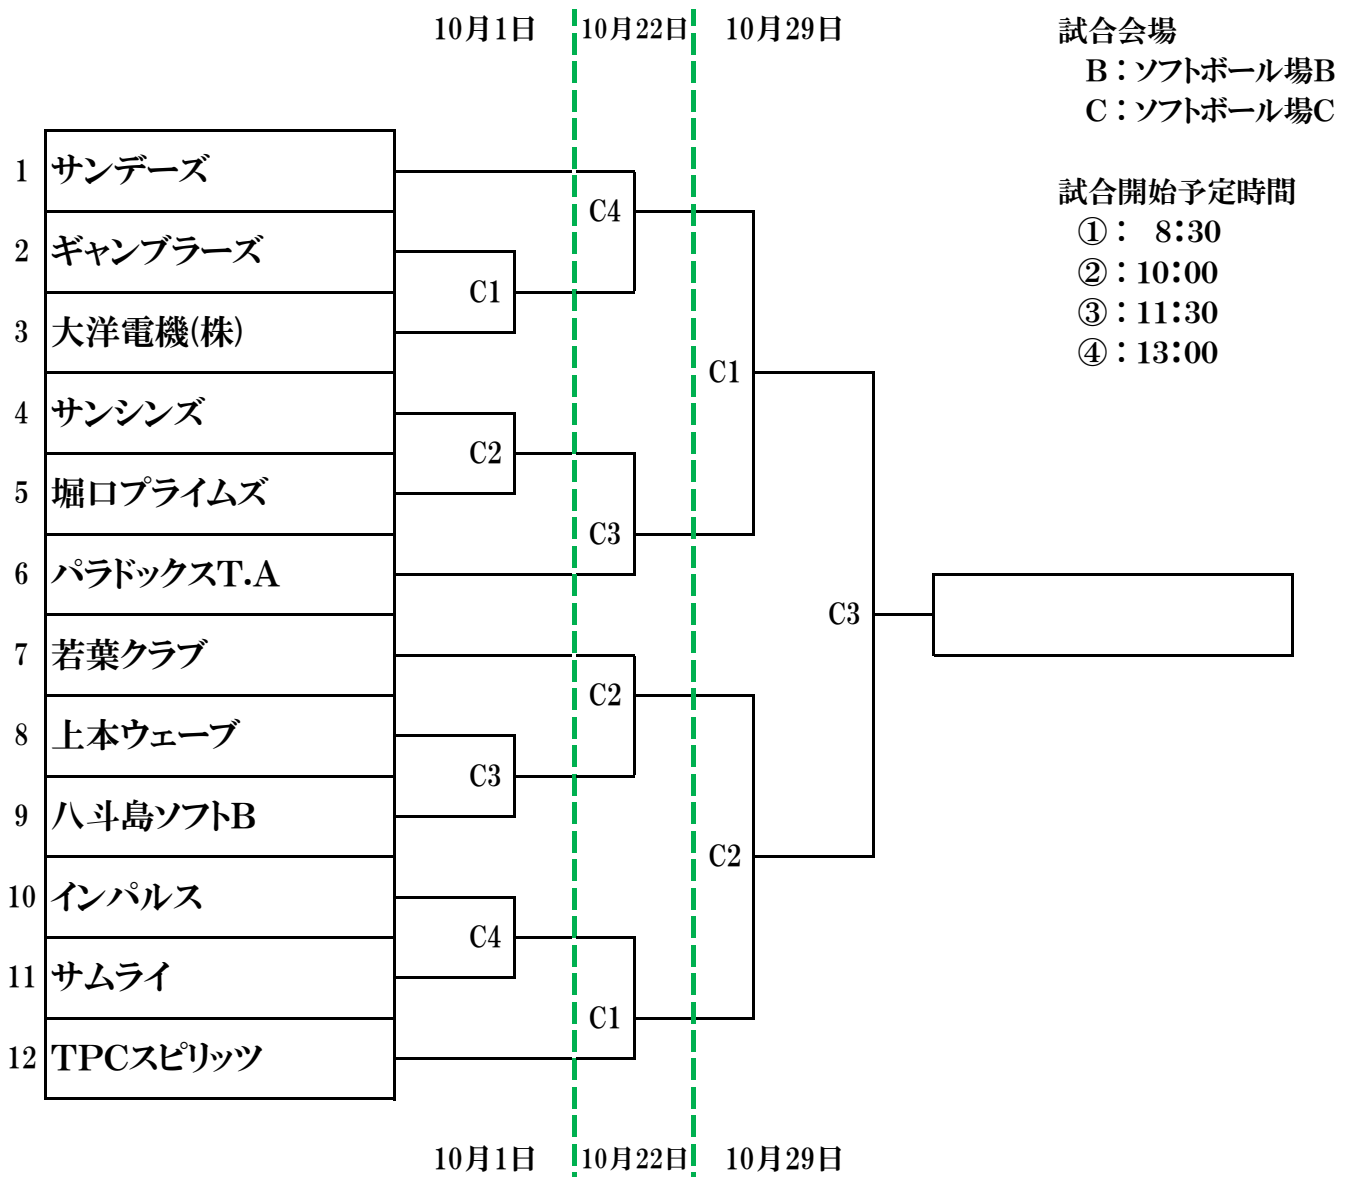 10月1日 10月22日 10月29日
試合会場
B：ソフトボール場B
C：ソフトボール場C
試合開始予定時間
①： 8:30
②：10:00
③：11:30
④：13:00
1 サンデーズ
C4
2 ギャンブラーズ
C1
3 大洋電機(株)
C1
4 サンシンズ
C2
5 堀口プライムズ
C3
6 パラドックスT.A
C3
7 若葉クラブ
C2
8 上本ウェーブ
C3
9 八斗島ソフトB
C2
10 インパルス
C4
11 サムライ
C1
12 TPCスピリッツ
10月1日 10月22日 10月29日